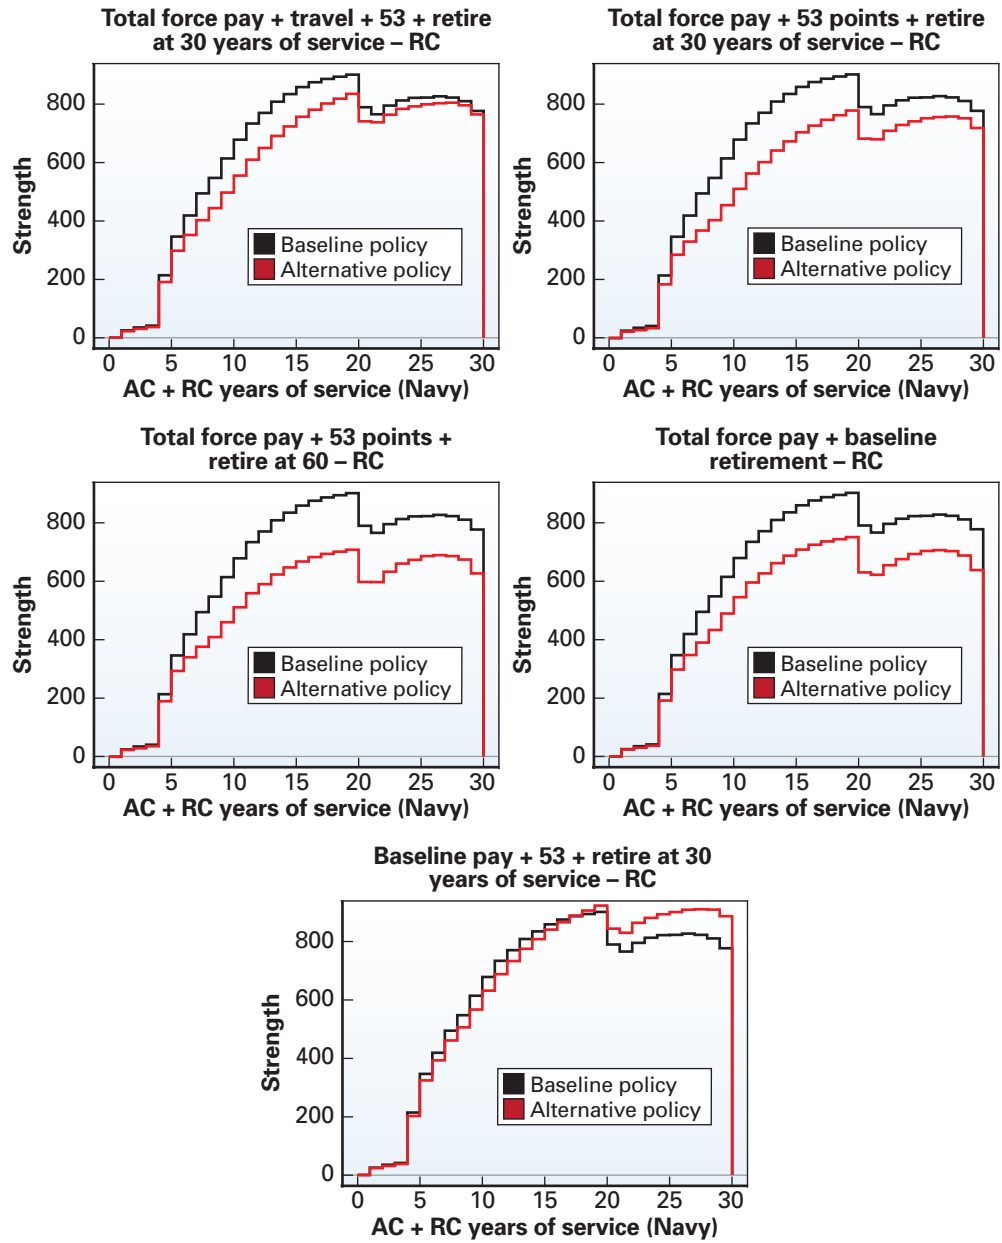 Total force pay + travel + 53 + retire
at 30 years of service – RC
800
600
400
200
0
Strength
Baseline policy
Alternative policy
0 5 10 15 20 25 30
AC + RC years of service (Navy)
Total force pay + 53 points + retire
at 30 years of service – RC
800
600
400
200
0
Strength
Baseline policy
Alternative policy
0 5 10 15 20 25 30
AC + RC years of service (Navy)
Total force pay + 53 points +
retire at 60 – RC
800
600
400
200
0
Strength
Baseline policy
Alternative policy
0 5 10 15 20 25 30
AC + RC years of service (Navy)
Total force pay + baseline
retirement – RC
800
600
400
200
0
Strength
Baseline policy
Alternative policy
0 5 10 15 20 25 30
AC + RC years of service (Navy)
Baseline pay + 53 + retire at 30
years of service – RC
800
600
400
200
0
Strength
Baseline policy
Alternative policy
0 5 10 15 20 25 30
AC + RC years of service (Navy)